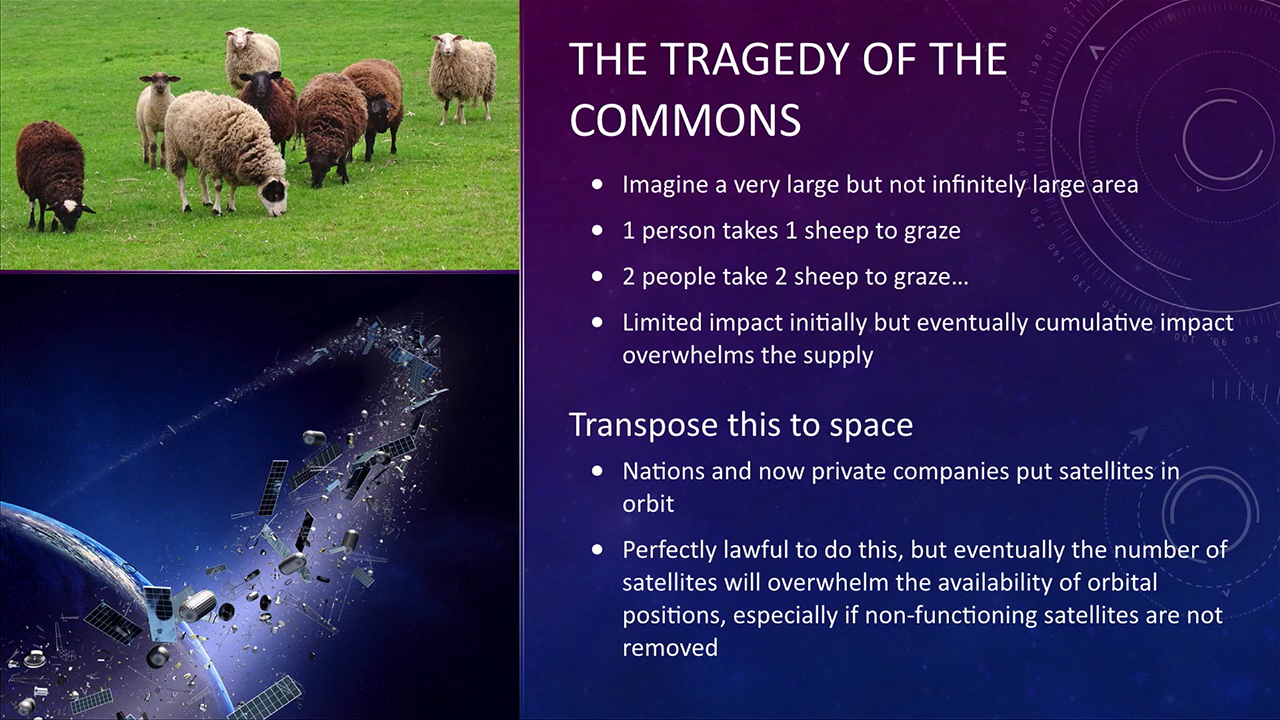 THE TRAGEDY OF THE
COMMONS
• Imagine a very large but not infinitely large area
• 1 person takes 1 sheep to graze
• 2 people take 2 sheep to graze…
• Limited impact initially but eventually cumulative impact
overwhelms the supply
Transpose this to space
• Nations and now private companies put satellites in
orbit
• Perfectly lawful to do this, but eventually the number of
satellites will overwhelm the availability of orbital
positions, especially if non-functioning satellites are not
removed